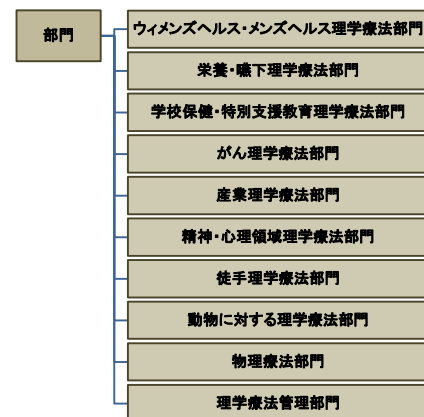 部門
ウィメンズヘルス・メンズヘルス理学療法部門
栄養・嚥下理学療法部門
学校保健・特別支援教育理学療法部門
がん理学療法部門
産業理学療法部門
精神・心理領域理学療法部門
徒手理学療法部門
動物に対する理学療法部門
物理療法部門
理学療法管理部門